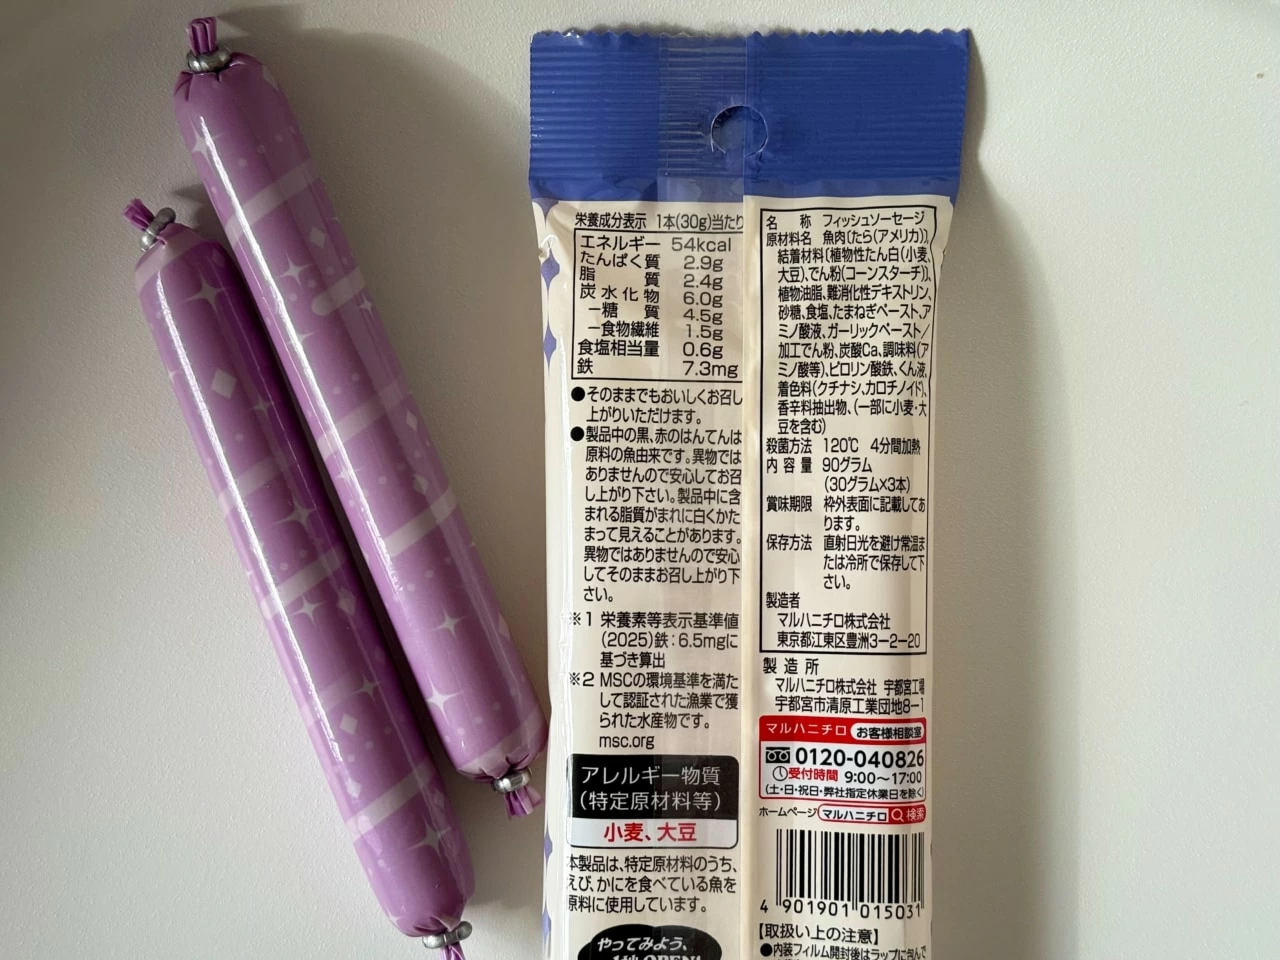 栄養成分表示 1本(30g)当たり
エネルギー 54kcal
たんぱく質 2.9g
脂質 2.4g
炭水化物 6.0g
−糖質 4.5g
−食物繊維 1.5g
食塩相当量 0.6g
鉄 7.3mg
●そのままでもおいしくお召し
上がりいただけます。
●製品中の黒、赤のはんてんは
原料の魚由来です。異物では
ありませんので安心してお召
し上がり下さい。製品中に含
まれる脂質がまれに白くかた
まって見えることがあります。
異物ではありませんので安心
してそのままお召し上がり下
さい。
※1 栄養素等表示基準値
(2025)鉄:6.5mgに
基づき算出
※2 MSCの環境基準を満た
して認証された漁業で獲
られた水産物です。
msc.org
アレルギー物質
(特定原材料等)
小麦、大豆
本製品は、特定原材料のうち、
えび、かにを食べている魚を
原料に使用しています。
やってみよう、
名称 フィッシュソーセージ
原材料名 魚肉(たら(アメリカ))、
結着材料(植物性たん白(小麦、
大豆)、でん粉(コーンスターチ))、
植物油脂、難消化性デキストリン、
砂糖、食塩、たまねぎペースト、ア
ミノ酸液、ガーリックペースト/
加工でん粉、炭酸Ca、調味料(ア
ミノ酸等)、ピロリン酸鉄、くん液、
着色料(クチナシ、カロチノイド)、
香辛料抽出物、(一部に小麦・大
豆を含む)
殺菌方法 120℃ 4分間加熱
内容量 90グラム
(30グラム×3本)
賞味期限 枠外表面に記載してあ
ります。
保存方法 直射日光を避け常温ま
たは冷所で保存して下
さい。
製造者
マルハニチロ株式会社
東京都江東区豊洲3−2−20
製造所
マルハニチロ株式会社 宇都宮工場
宇都宮市清原工業団地8−1
マルハニチロ お客様相談室
0120-040826
受付時間 9:00〜17:00
(土・日・祝日・弊社指定休業日を除く)
ホームページ マルハニチロ 検索
4 901901 015031
【取扱い上の注意】
●内装フィルム開封後はラップに包んで